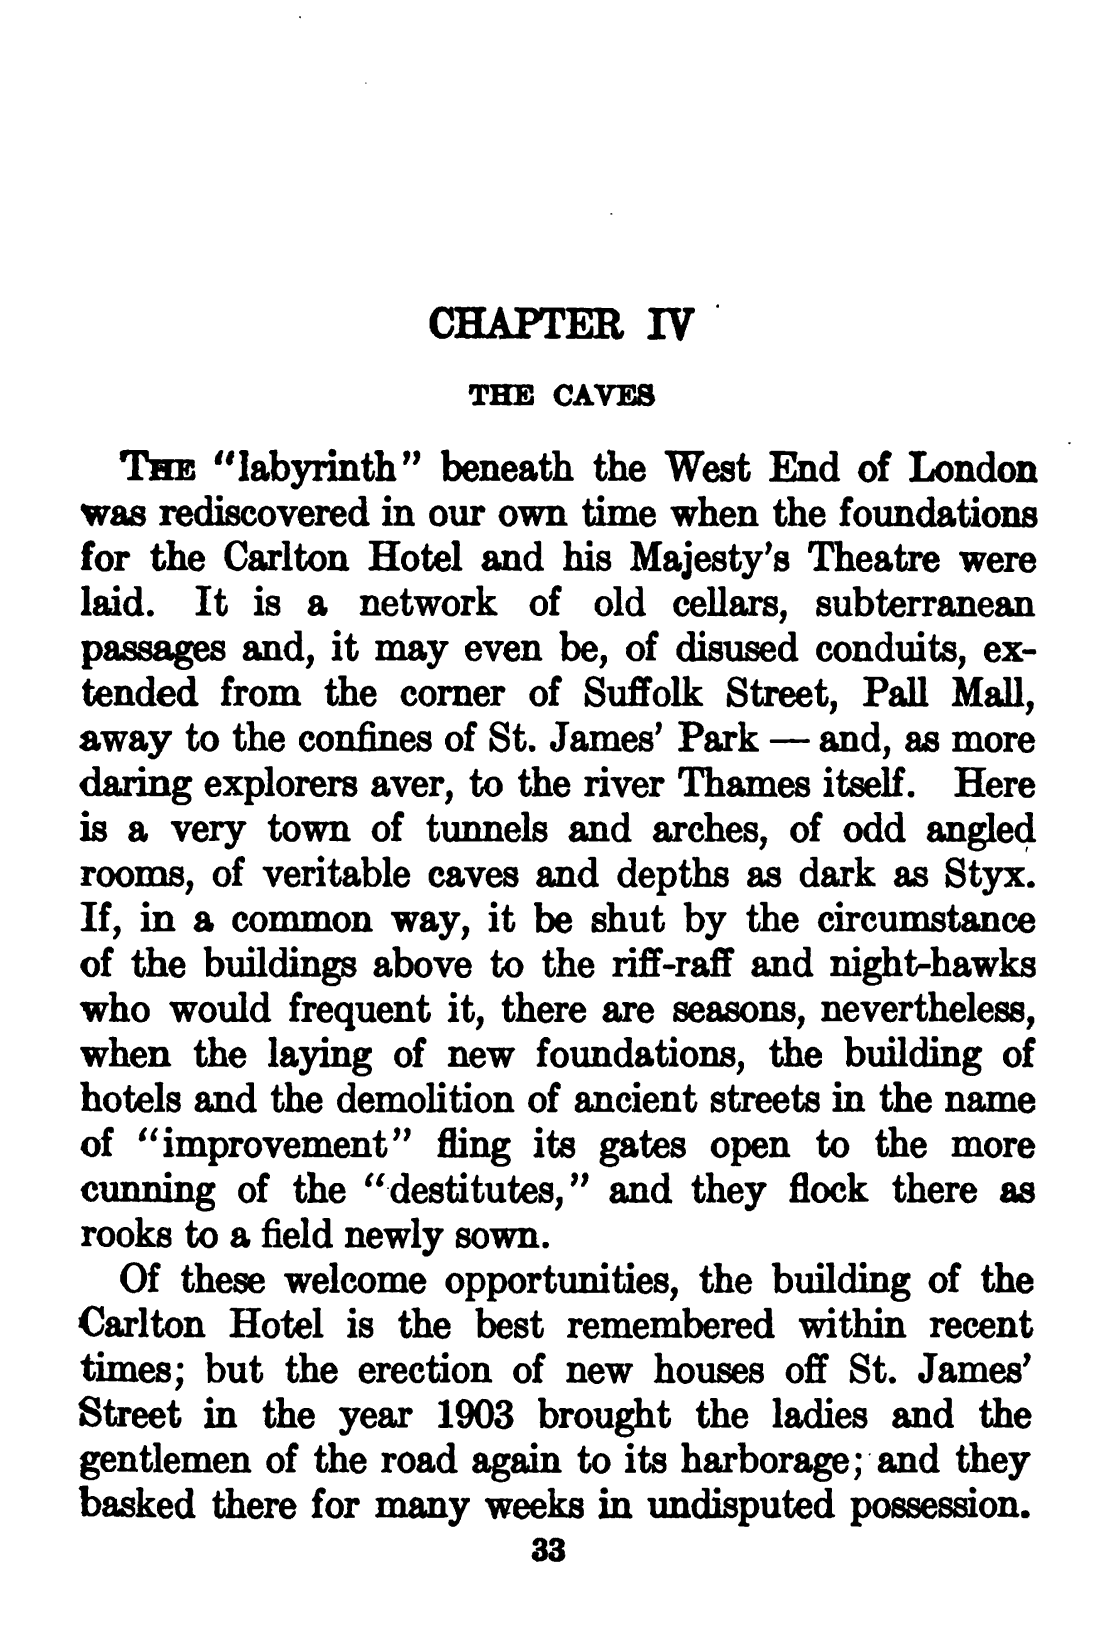 CHAPTER IV
THE CAVES
THE "labyrinth" beneath the West End of London
was rediscovered in our own time when the foundations
for the Carlton Hotel and his Majesty's Theatre were
laid. It is a network of old cellars, subterranean
passages and, it may even be, of disused conduits, ex-
tended from the corner of Suffolk Street, Pall Mall,
away to the confines of St. James' Park — and, as more
daring explorers aver, to the river Thames itself. Here
is a very town of tunnels and arches, of odd angled
rooms, of veritable caves and depths as dark as Styx.
If, in a common way, it be shut by the circumstance
of the buildings above to the riff-raff and night-hawks
who would frequent it, there are seasons, nevertheless,
when the laying of new foundations, the building of
hotels and the demolition of ancient streets in the name
of "improvement" fling its gates open to the more
cunning of the "destitutes," and they flock there as
rooks to a field newly sown.
Of these welcome opportunities, the building of the
Carlton Hotel is the best remembered within recent
times; but the erection of new houses off St. James'
Street in the year 1903 brought the ladies and the
gentlemen of the road again to its harborage; and they
basked there for many weeks in undisputed possession.
33